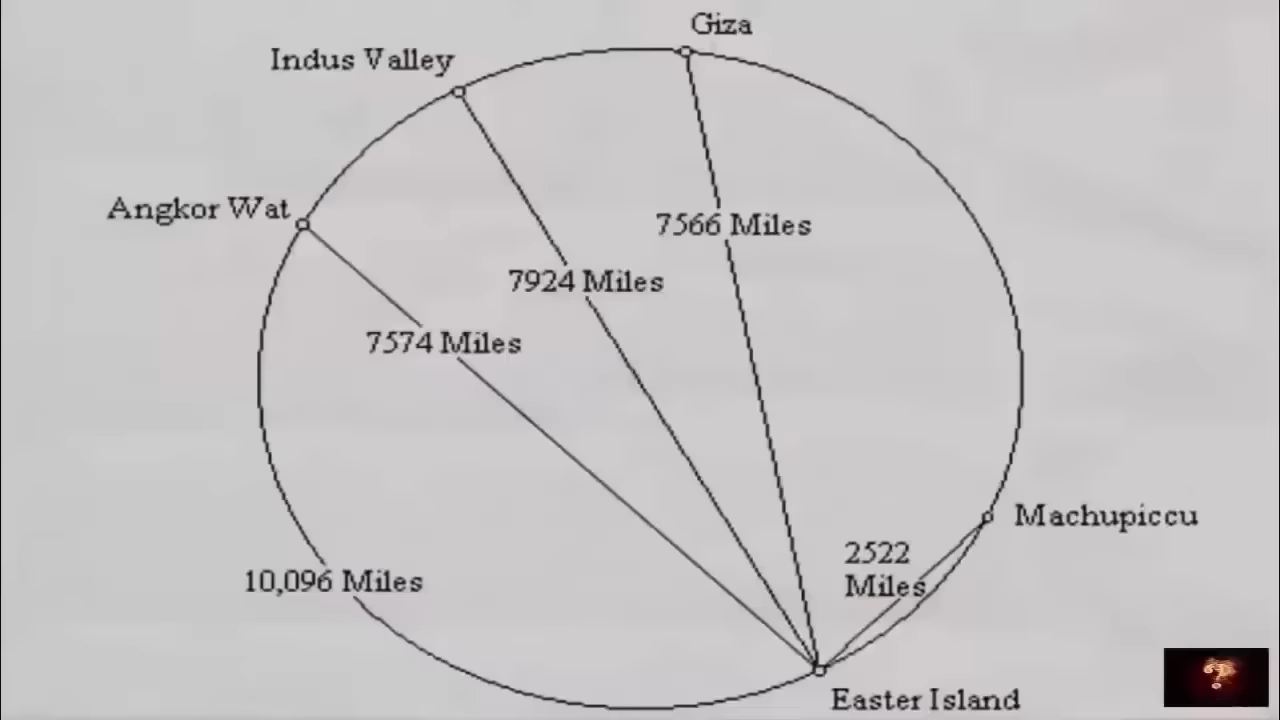 Giza
Indus Valley
Angkor Wat
7566 Miles
7924 Miles
7574 Miles
Machupiccu
2522
Miles
10,096 Miles
Easter Island